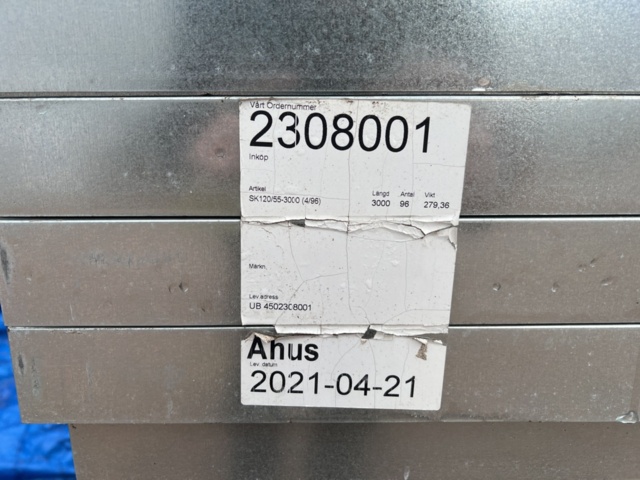 Vårt Ordernummer
2308001
Inköp
Artikel Längd Antal Vikt
SK120/55-3000 (4/96) 3000 96 279,36
Märkn.
Lev.adress
UB 4502308001
Åhus
Lev. datum
2021-04-21